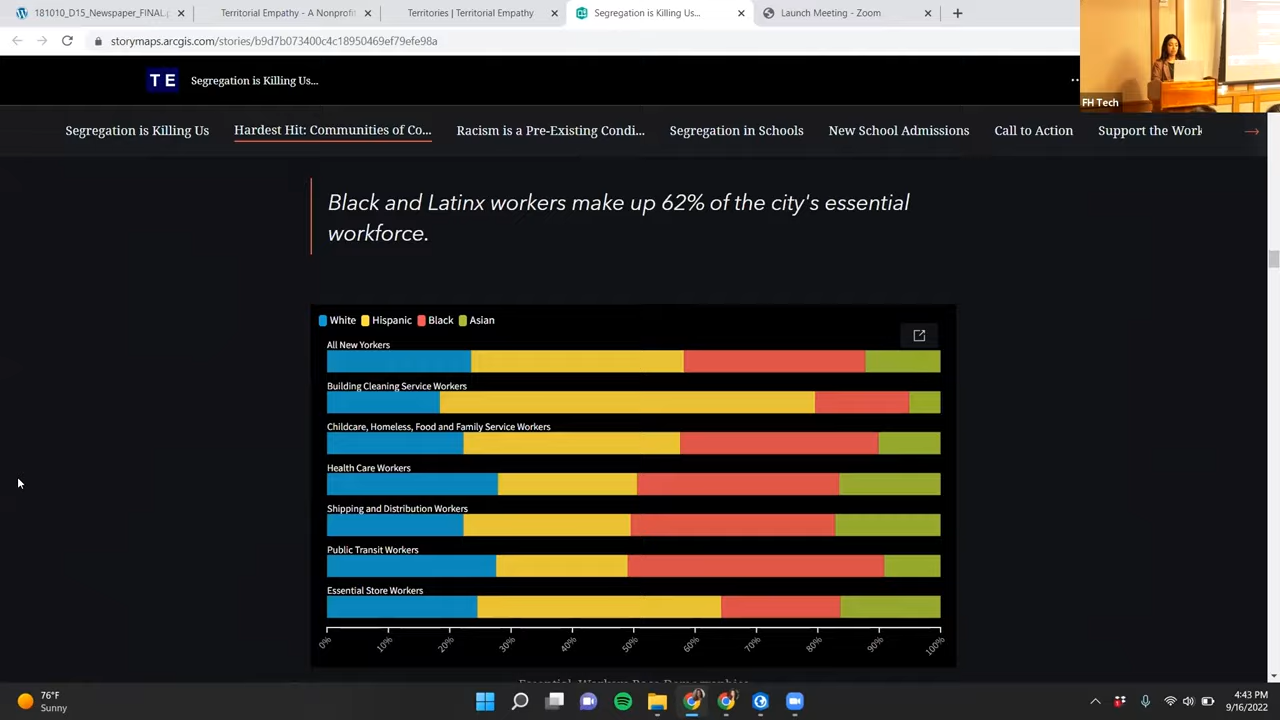 181010_D15_Newspaper_FINAL.p
Territorial Empathy - A Nonprofit
Territories | Territorial Empathy
Segregation is Killing Us...
Launch Meeting - Zoom
storymaps.arcgis.com/stories/b9d7b073400c4c18950469ef79efe98a
FH Tech
TE
Segregation is Killing Us...
Segregation is Killing Us
Hardest Hit: Communities of Co...
Racism is a Pre-Existing Condi...
Segregation in Schools
New School Admissions
Call to Action
Support the Work
Black and Latinx workers make up 62% of the city's essential
workforce.
White Hispanic Black Asian
All New Yorkers
Building Cleaning Service Workers
Childcare, Homeless, Food and Family Service Workers
Health Care Workers
Shipping and Distribution Workers
Public Transit Workers
Essential Store Workers
0% 10% 20% 30% 40% 50% 60% 70% 80% 90% 100%
Essential Workers Race Demographics
76°F
Sunny
4:43 PM
9/16/2022